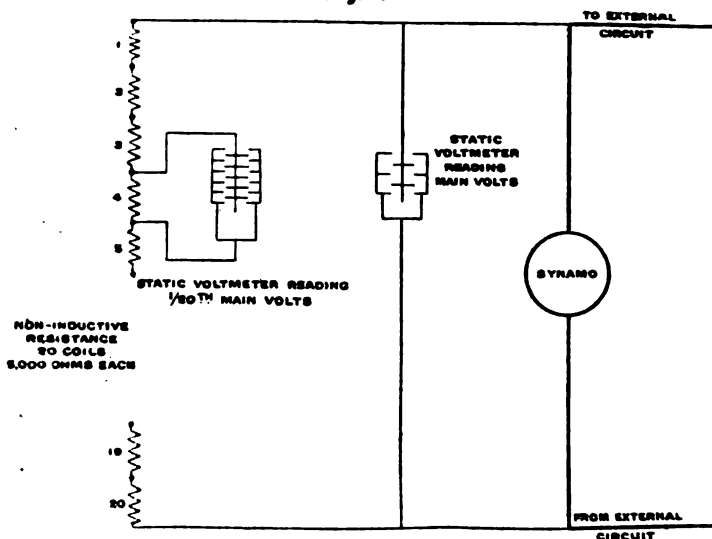 TO EXTERNAL
CIRCUIT
1
2
3
4
5
STATIC
VOLTMETER
READING
MAIN VOLTS
DYNAMO
STATIC VOLTMETER READING
1/20TH MAIN VOLTS
NON-INDUCTIVE
RESISTANCE
20 COILS
5,000 OHMS EACH
19
20
FROM EXTERNAL
CIRCUIT